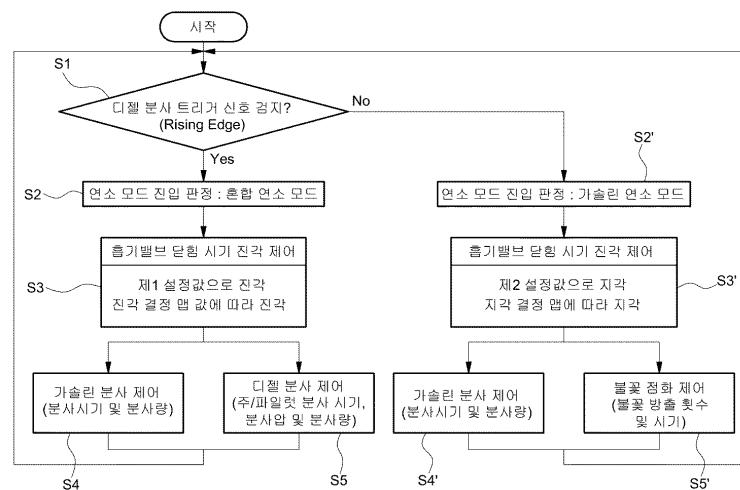 시작
S1
디젤 분사 트리거 신호 검지?
(Rising Edge)
No
Yes
S2
연소 모드 진입 판정 : 혼합 연소 모드
S2'
연소 모드 진입 판정 : 가솔린 연소 모드
S3
흡기밸브 닫힘 시기 진각 제어
제1 설정값으로 진각
진각 결정 맵 값에 따라 진각
흡기밸브 닫힘 시기 진각 제어
제2 설정값으로 지각
지각 결정 맵에 따라 지각
S3'
가솔린 분사 제어
(분사시기 및 분사량)
S4
디젤 분사 제어
(주/파일럿 분사 시기,
분사압 및 분사량)
S5
가솔린 분사 제어
(분사시기 및 분사량)
S4'
불꽃 점화 제어
(불꽃 방출 횟수
및 시기)
S5'